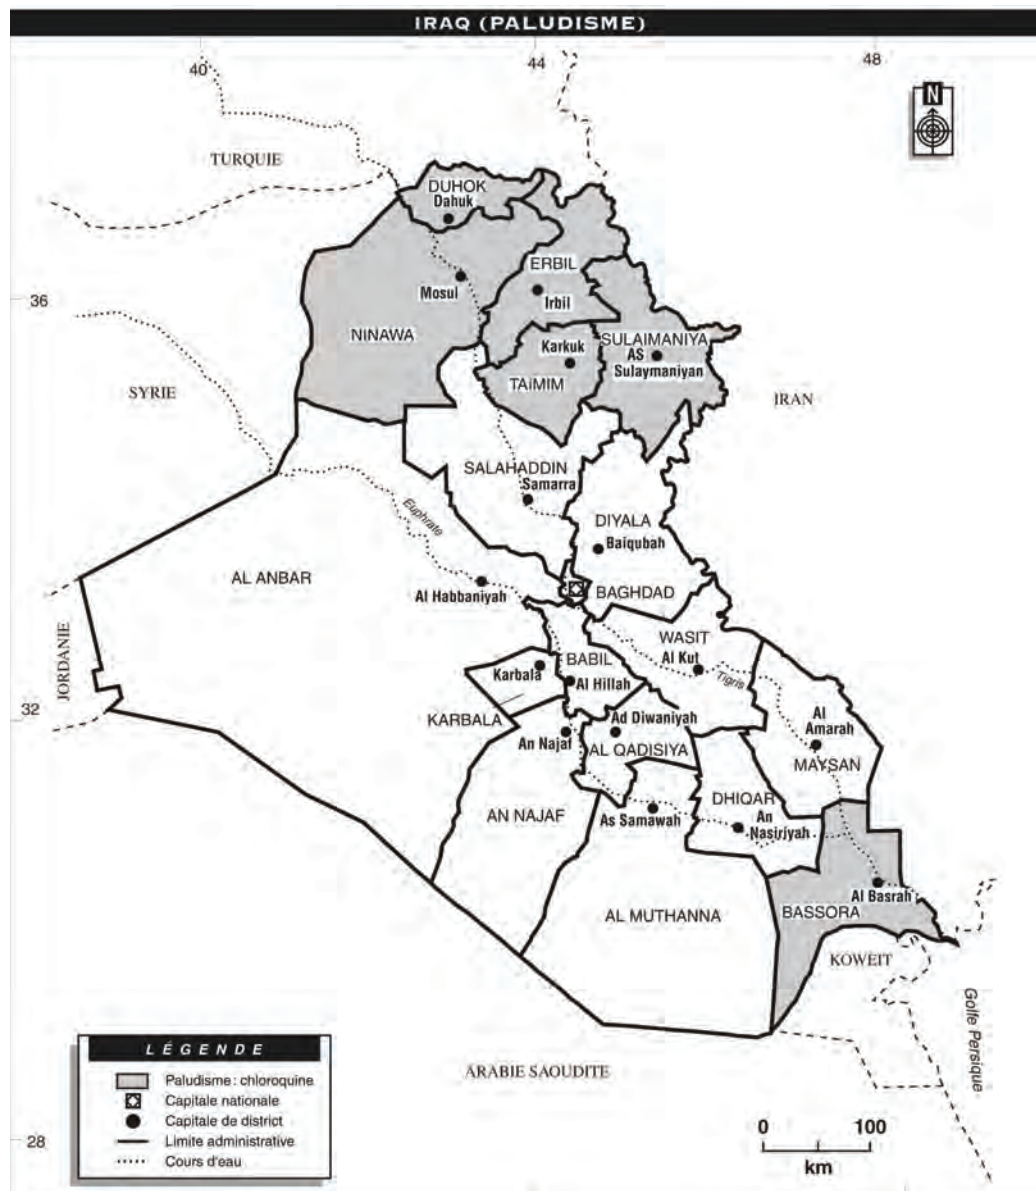 IRAQ (PALUDISME)
40
44
48
N
TURQUIE
DUHOK
Dahuk
ERBIL
Irbil
Mosul
36
NINAWA
Karkuk
SULAIMANIYA
AS
Sulaymaniyan
TAIMIM
SYRIE
IRAN
SALAHADDIN
Samarra
Euphrate
DIYALA
Baiqubah
AL ANBAR
Al Habbaniyah
BAGHDAD
JORDANIE
WASIT
Al Kut
BABIL
Karbala
Al Hillah
Tigris
32
KARBALA
Ad Diwaniyah
Al
Amarah
An Najaf
AL QADISIYA
MAYSAN
DHIQAR
AN NAJAF
As Samawah
An
Nasiriyah
Al Basrah
AL MUTHANNA
BASSORA
KOWEIT
Golfe Persique
ARABIE SAOUDITE
LÉGENDE
Paludisme : chloroquine
Capitale nationale
Capitale de district
Limite administrative
Cours d'eau
28
0 100
km